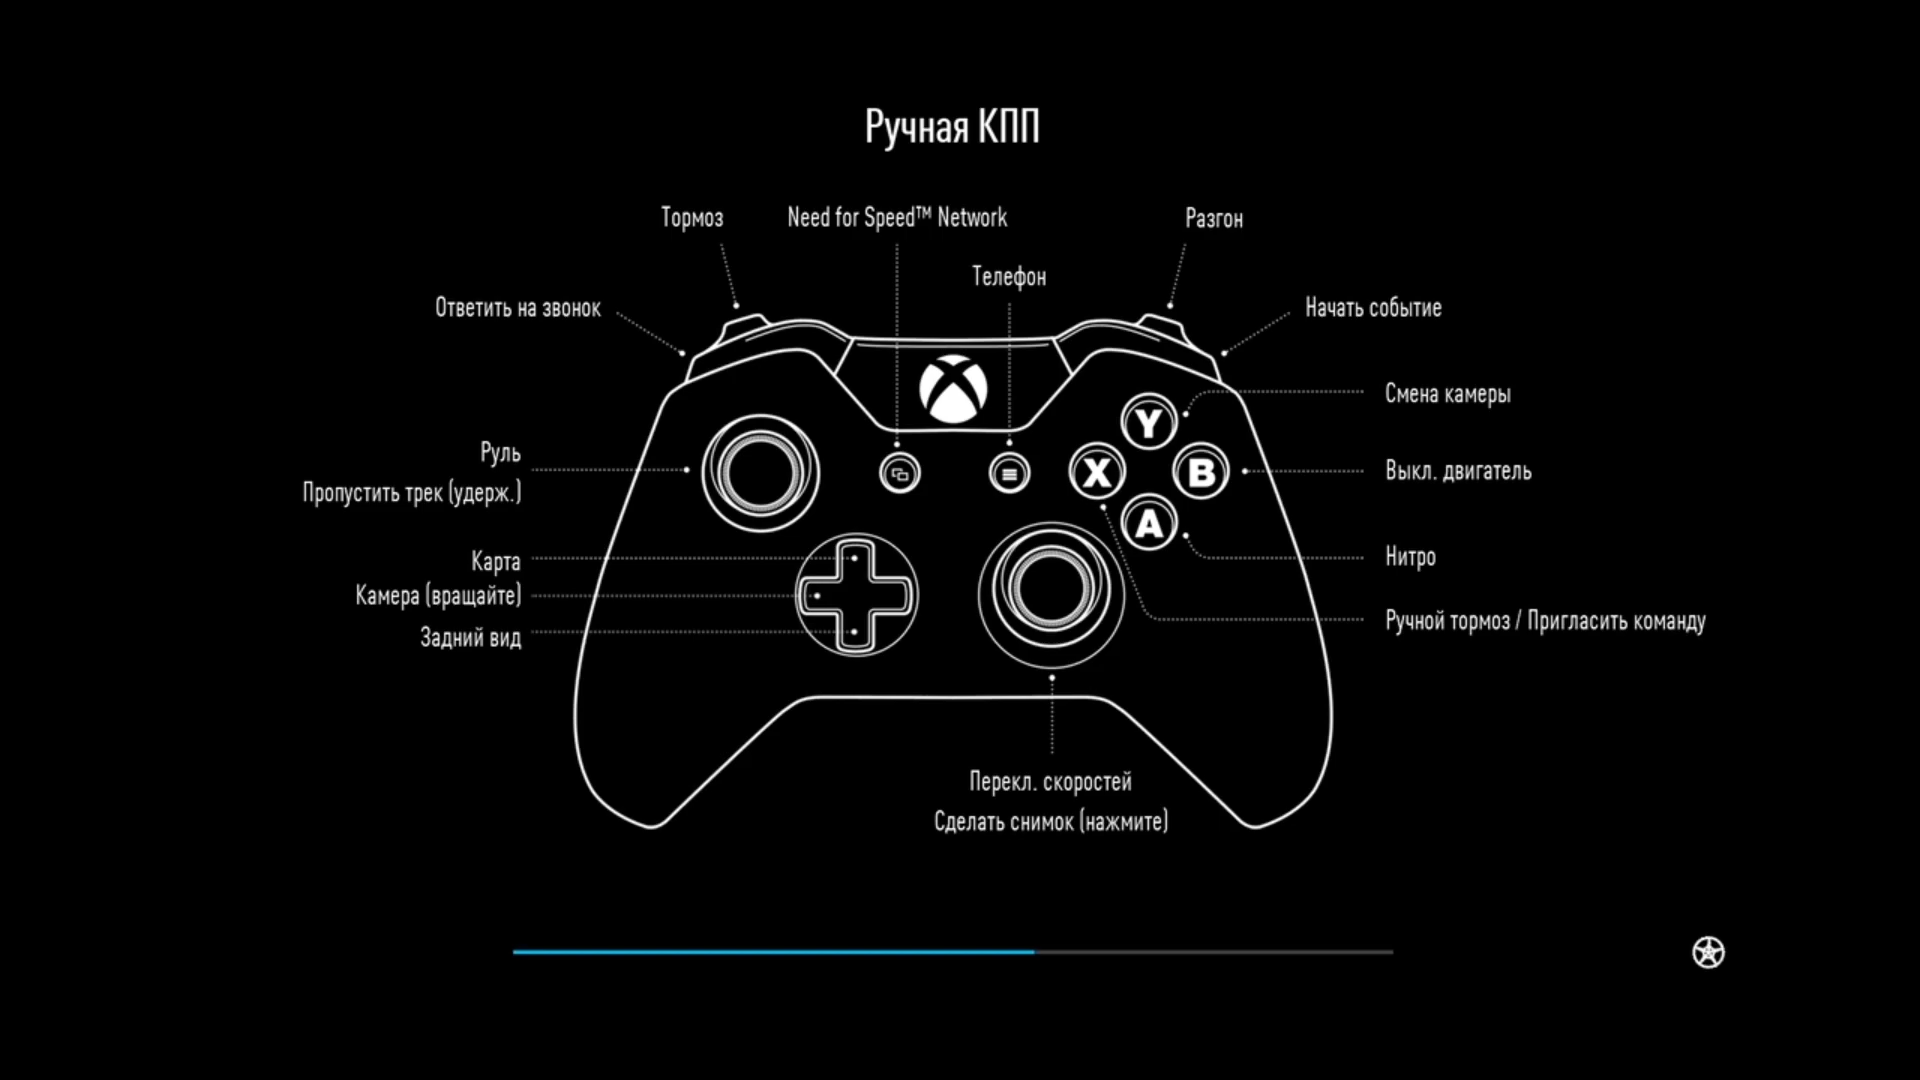 Ручная КПП
Тормоз
Need for Speed™ Network
Разгон
Телефон
Ответить на звонок
Начать событие
Смена камеры
Y
Руль
X
B
Выкл. двигатель
Пропустить трек (удерж.)
A
Карта
Нитро
Камера (вращайте)
Ручной тормоз / Пригласить команду
Задний вид
Перекл. скоростей
Сделать снимок (нажмите)